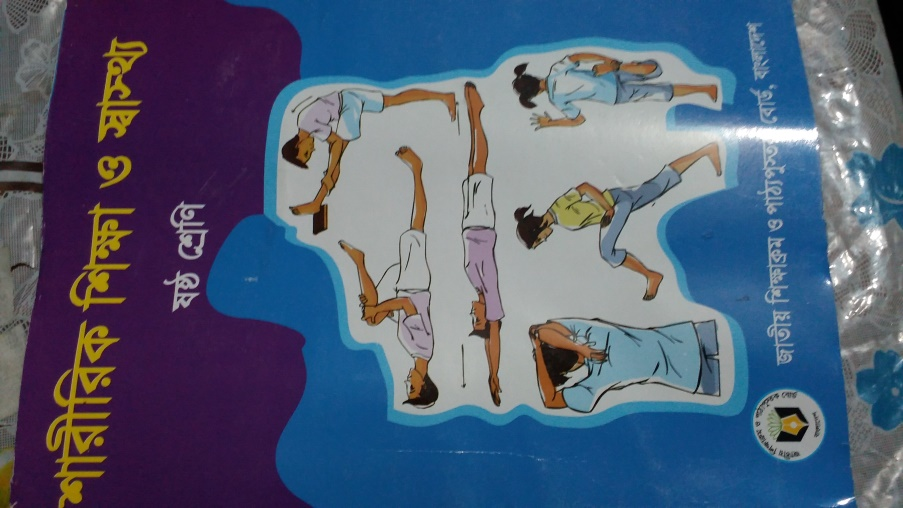 শারীরিক শিক্ষা ও স্বাস্থ্য
ষষ্ঠ শ্রেণি
জাতীয় শিক্ষাক্রম ও পাঠ্যপুস্তক বোর্ড, বাংলাদেশ